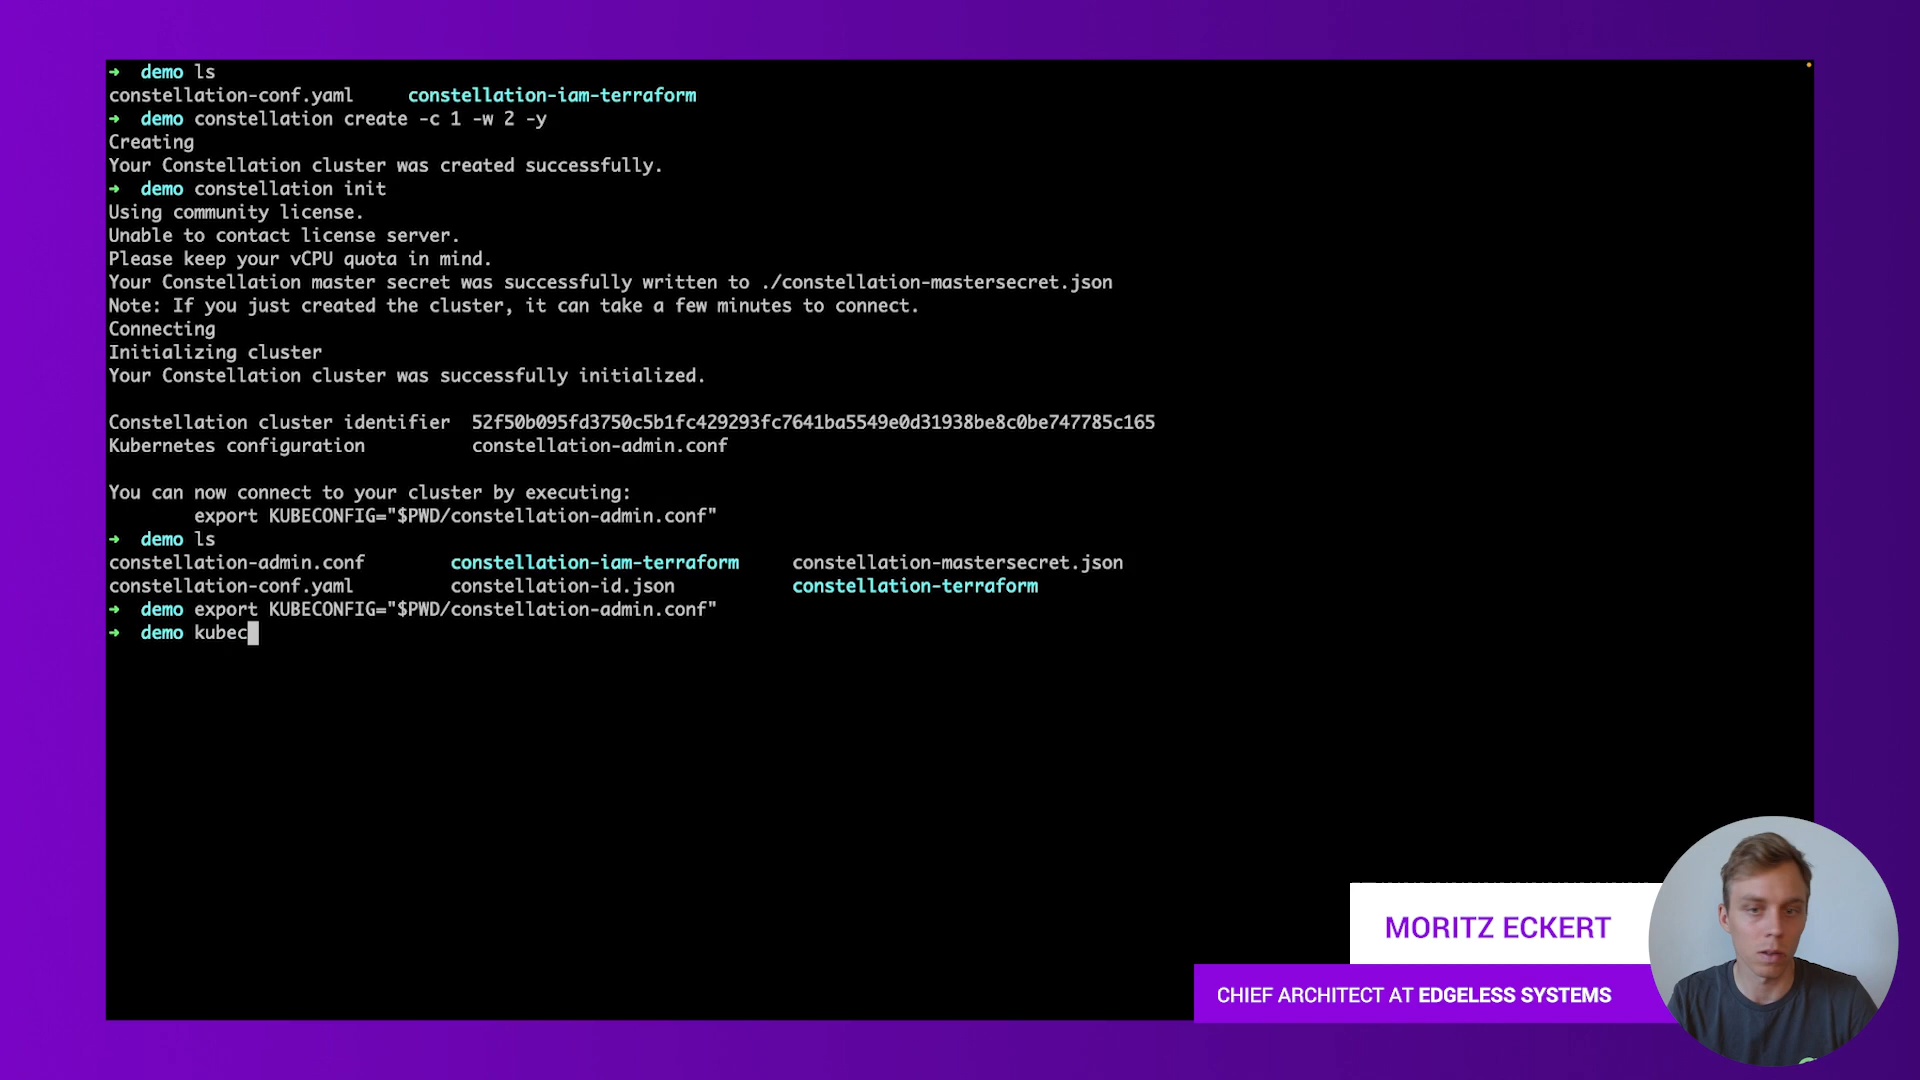 ➜  demo ls
constellation-conf.yaml     constellation-iam-terraform
➜  demo constellation create -c 1 -w 2 -y
Creating
Your Constellation cluster was created successfully.
➜  demo constellation init
Using community license.
Unable to contact license server.
Please keep your vCPU quota in mind.
Your Constellation master secret was successfully written to ./constellation-mastersecret.json
Note: If you just created the cluster, it can take a few minutes to connect.
Connecting
Initializing cluster
Your Constellation cluster was successfully initialized.
Constellation cluster identifier  52f50b095fd3750c5b1fc429293fc7641ba5549e0d31938be8c0be747785c165
Kubernetes configuration          constellation-admin.conf
You can now connect to your cluster by executing:
        export KUBECONFIG="$PWD/constellation-admin.conf"
➜  demo ls
constellation-admin.conf        constellation-iam-terraform     constellation-mastersecret.json
constellation-conf.yaml         constellation-id.json           constellation-terraform
➜  demo export KUBECONFIG="$PWD/constellation-admin.conf"
➜  demo kubec
MORITZ ECKERT
CHIEF ARCHITECT AT EDGELESS SYSTEMS